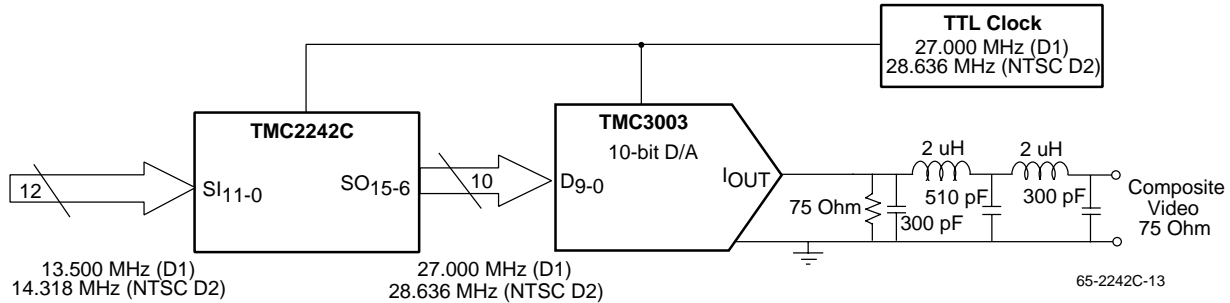 TTL Clock
27.000 MHz (D1)
28.636 MHz (NTSC D2)
TMC2242C
SI11-0
SO15-6
12
10
TMC3003
10-bit D/A
D9-0
IOUT
2 uH
2 uH
75 Ohm
300 pF
510 pF
300 pF
Composite
Video
75 Ohm
13.500 MHz (D1)
14.318 MHz (NTSC D2)
27.000 MHz (D1)
28.636 MHz (NTSC D2)
65-2242C-13